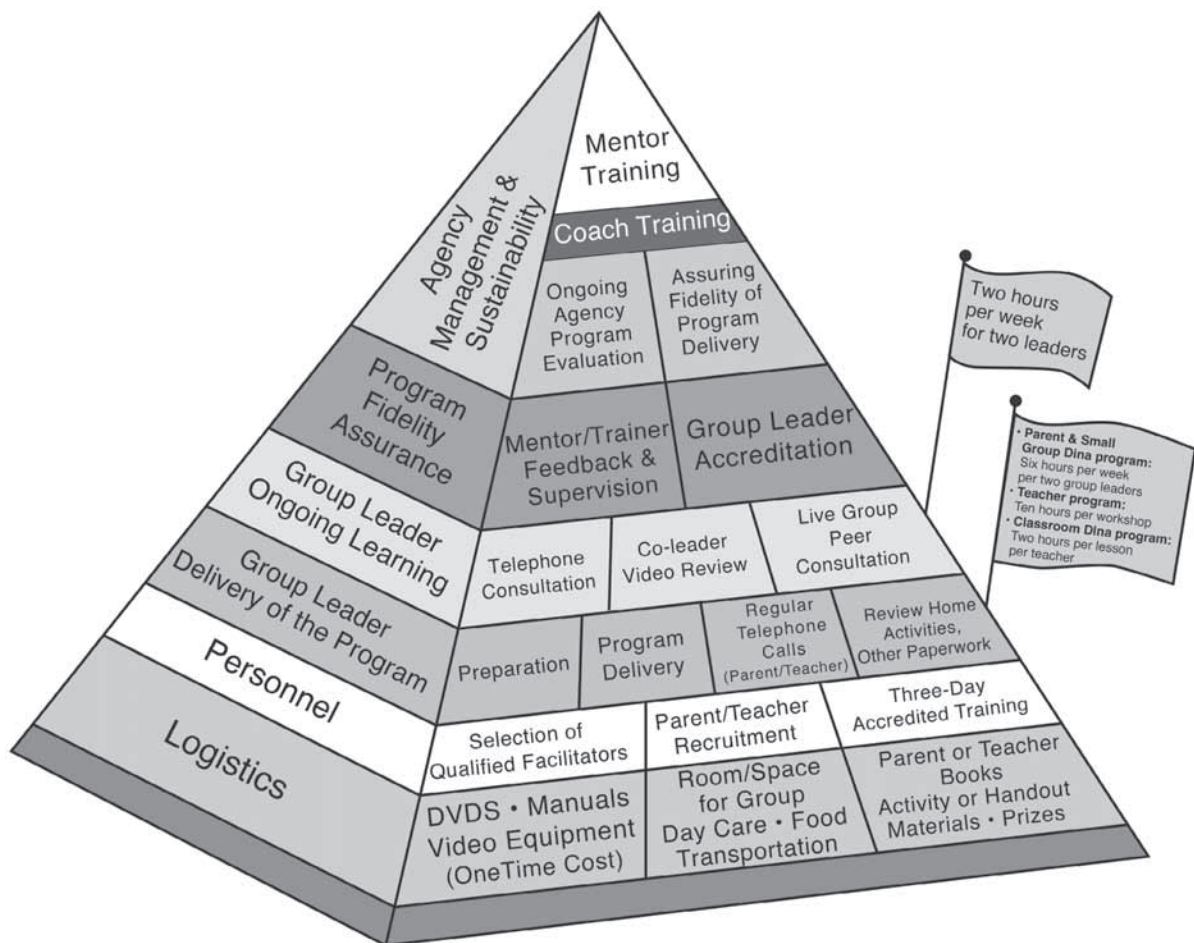 Mentor
Training
Coach Training
Agency
Management &
Sustainability
Ongoing
Agency
Program
Evaluation
Assuring
Fidelity of
Program
Delivery
Program
Fidelity
Assurance
Mentor/Trainer
Feedback &
Supervision
Group Leader
Accreditation
Group Leader
Ongoing Learning
Telephone
Consultation
Co-leader
Video Review
Live Group
Peer
Consultation
Group Leader
Delivery of the Program
Preparation
Program
Delivery
Regular
Telephone
Calls
(Parent/Teacher)
Review Home
Activities,
Other Paperwork
Personnel
Selection of
Qualified Facilitators
Parent/Teacher
Recruitment
Three-Day
Accredited Training
Logistics
DVDS • Manuals
Video Equipment
(OneTime Cost)
Room/Space
for Group
Day Care • Food
Transportation
Parent or Teacher
Books
Activity or Handout
Materials • Prizes
Two hours
per week
for two leaders
• Parent & Small
Group Dina program:
Six hours per week
per two group leaders
• Teacher program:
Ten hours per workshop
• Classroom Dina program:
Two hours per lesson
per teacher